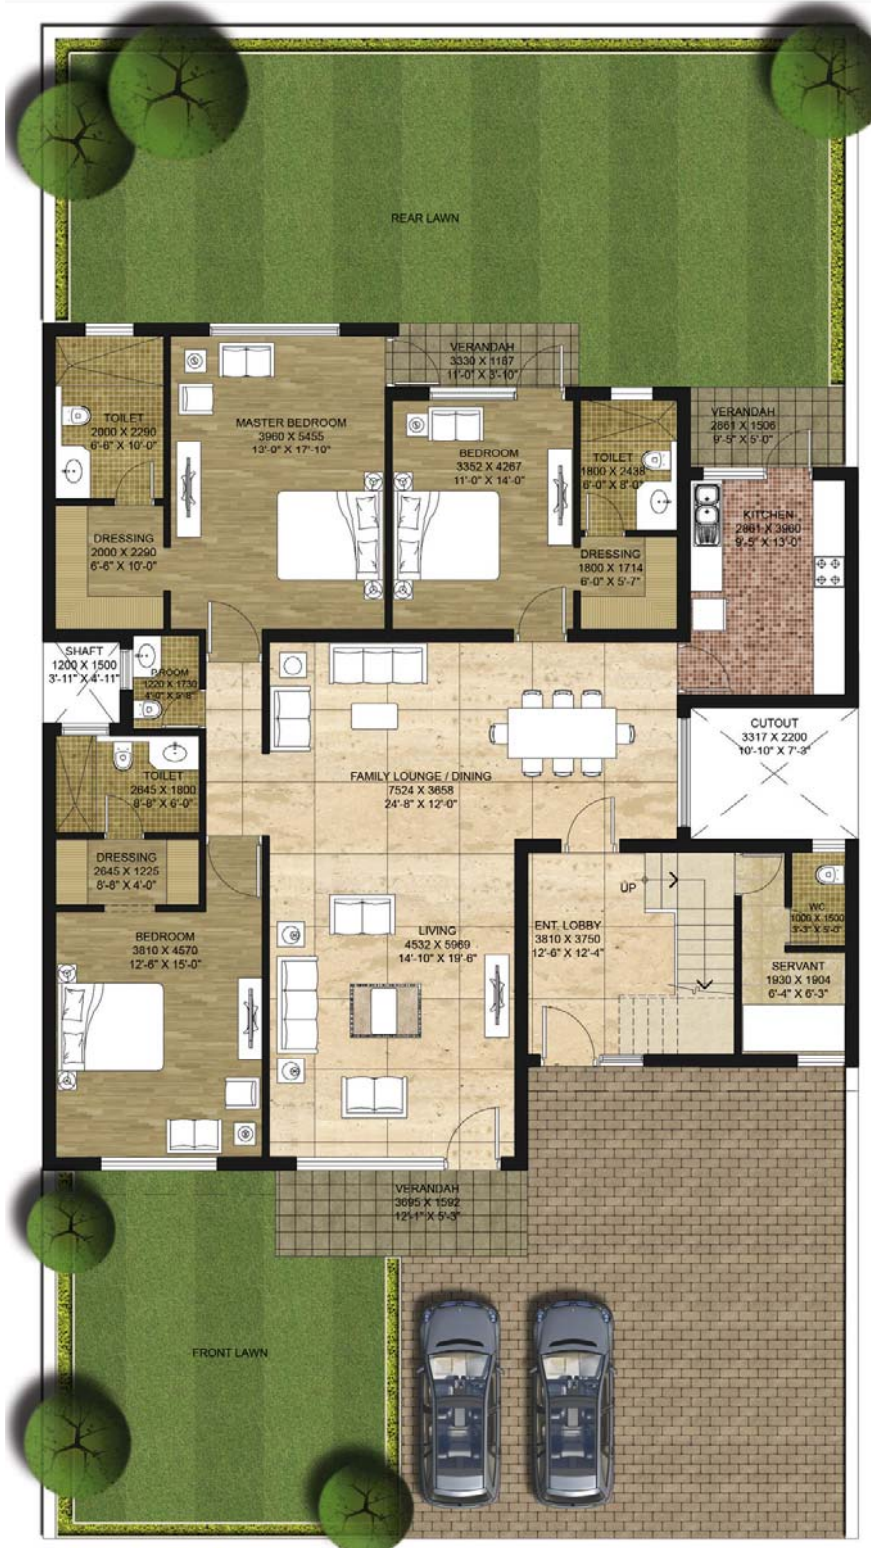 REAR LAWN
VERANDAH
3330 X 1167
11'-0" X 3'-10"
TOILET
2000 X 2290
6'-6" X 10'-0"
MASTER BEDROOM
3960 X 5455
13'-0" X 17'-10"
BEDROOM
3352 X 4267
11'-0" X 14'-0"
TOILET
1800 X 2438
6'-0" X 8'-0"
VERANDAH
2861 X 1506
9'-5" X 5'-0"
KITCHEN
2861 X 3960
9'-5" X 13'-0"
DRESSING
2000 X 2290
6'-6" X 10'-0"
DRESSING
1800 X 1714
6'-0" X 5'-7"
SHAFT
1200 X 1500
3'-11" X 4'-11"
P.ROOM
1220 X 1730
4'-0" X 5'-8"
CUTOUT
3317 X 2200
10'-10" X 7'-3"
TOILET
2645 X 1800
8'-8" X 6'-0"
FAMILY LOUNGE / DINING
7524 X 3658
24'-8" X 12'-0"
DRESSING
2645 X 1225
8'-8" X 4'-0"
UP
BEDROOM
3810 X 4570
12'-6" X 15'-0"
LIVING
4532 X 5969
14'-10" X 19'-6"
ENT. LOBBY
3810 X 3750
12'-6" X 12'-4"
WC
1000 X 1500
3'-3" X 5'-0"
SERVANT
1930 X 1904
6'-4" X 6'-3"
VERANDAH
3695 X 1592
12'-1" X 5'-3"
FRONT LAWN